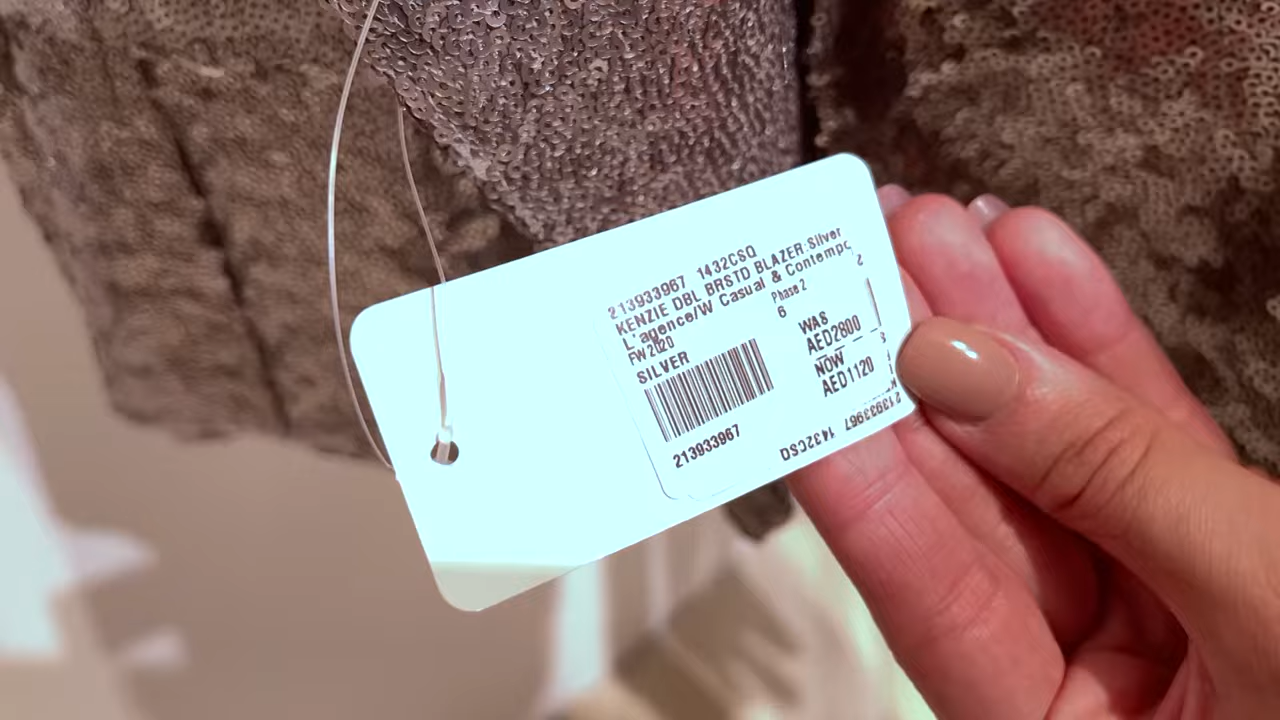 213933967 1432CSQ
KENZIE DBL BRSTD BLAZER:Silver
L'agence/W Casual & Contempc
FW2020
Phase 2
6
SILVER
WAS
AED2800
NOW
AED1120
213933967
213933967 1432CSQ